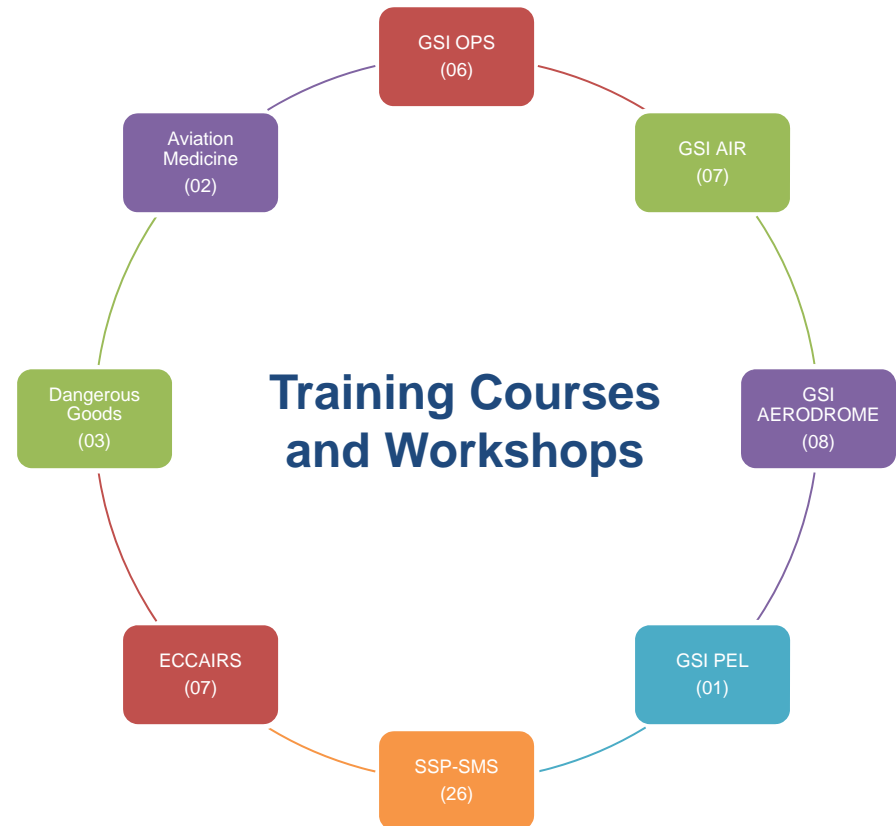 GSI OPS
(06)
GSI AIR
(07)
GSI
AERODROME
(08)
GSI PEL
(01)
SSP-SMS
(26)
ECCAIRS
(07)
Dangerous
Goods
(03)
Aviation
Medicine
(02)
Training Courses
and Workshops